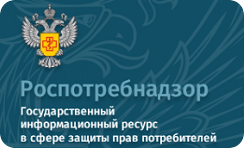 Роспотребнадзор
Государственный
информационный ресурс
в сфере защиты прав потребителей